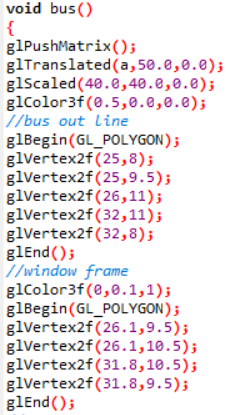 void bus()
{
glPushMatrix();
glTranslated(a,50.0,0.0);
glScaled(40.0,40.0,0.0);
glColor3f(0.5,0.0,0.0);
//bus out line
glBegin(GL_POLYGON);
glVertex2f(25,8);
glVertex2f(25,9.5);
glVertex2f(26,11);
glVertex2f(32,11);
glVertex2f(32,8);
glEnd();
//window frame
glColor3f(0,0.1,1);
glBegin(GL_POLYGON);
glVertex2f(26.1,9.5);
glVertex2f(26.1,10.5);
glVertex2f(31.8,10.5);
glVertex2f(31.8,9.5);
glEnd();